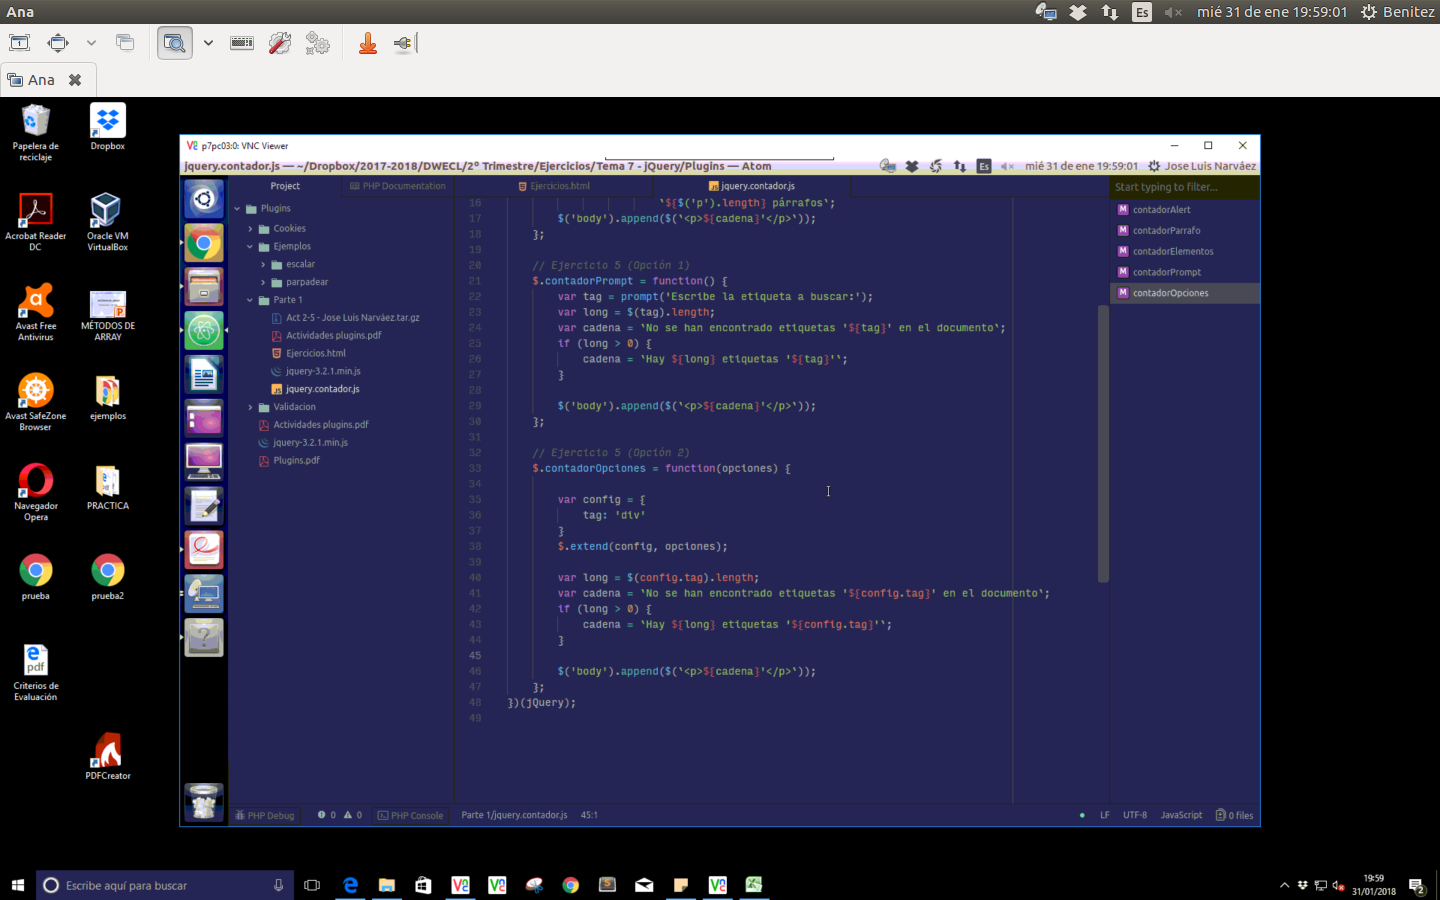 Ana
Es
mié 31 de ene 19:59:01
Benitez
Ana
Papelera de reciclaje
Dropbox
Acrobat Reader DC
Oracle VM VirtualBox
Avast Free Antivirus
MÉTODOS DE ARRAY
Avast SafeZone Browser
ejemplos
Navegador Opera
PRACTICA
prueba
prueba2
Criterios de Evaluación
PDFCreator
p7pc03:0: VNC Viewer
jquery.contador.js — ~/Dropbox/2017-2018/DWECL/2º Trimestre/Ejercicios/Tema 7 - jQuery/Plugins — Atom
Es
mié 31 de ene 19:59:01
Jose Luis Narváez
Project
PHP Documentation
Ejercicios.html
jquery.contador.js
Start typing to filter...
Plugins
Cookies
Ejemplos
escalar
parpadear
Parte 1
Act 2-5 - Jose Luis Narváez.tar.gz
Actividades plugins.pdf
Ejercicios.html
jquery-3.2.1.min.js
jquery.contador.js
Validacion
Actividades plugins.pdf
jquery-3.2.1.min.js
Plugins.pdf
16 '${$('p').length} párrafos';
17 $('body').append($(`<p>${cadena}'</p>`));
18 };
19
20 // Ejercicio 5 (Opción 1)
21 $.contadorPrompt = function() {
22 var tag = prompt('Escribe la etiqueta a buscar:');
23 var long = $(tag).length;
24 var cadena = `No se han encontrado etiquetas '${tag}' en el documento`;
25 if (long > 0) {
26 cadena = `Hay ${long} etiquetas '${tag}'`;
27 }
28
29 $('body').append($(`<p>${cadena}'</p>`));
30 };
31
32 // Ejercicio 5 (Opción 2)
33 $.contadorOpciones = function(opciones) {
34
35 var config = {
36 tag: 'div'
37 }
38 $.extend(config, opciones);
39
40 var long = $(config.tag).length;
41 var cadena = `No se han encontrado etiquetas '${config.tag}' en el documento`;
42 if (long > 0) {
43 cadena = `Hay ${long} etiquetas '${config.tag}'`;
44 }
45
46 $('body').append($(`<p>${cadena}'</p>`));
47 };
48 })(jQuery);
49
contadorAlert
contadorParrafo
contadorElementos
contadorPrompt
contadorOpciones
PHP Debug
0
0
PHP Console
Parte 1/jquery.contador.js
45:1
LF
UTF-8
JavaScript
0 files
Escribe aquí para buscar
19:59
31/01/2018
2